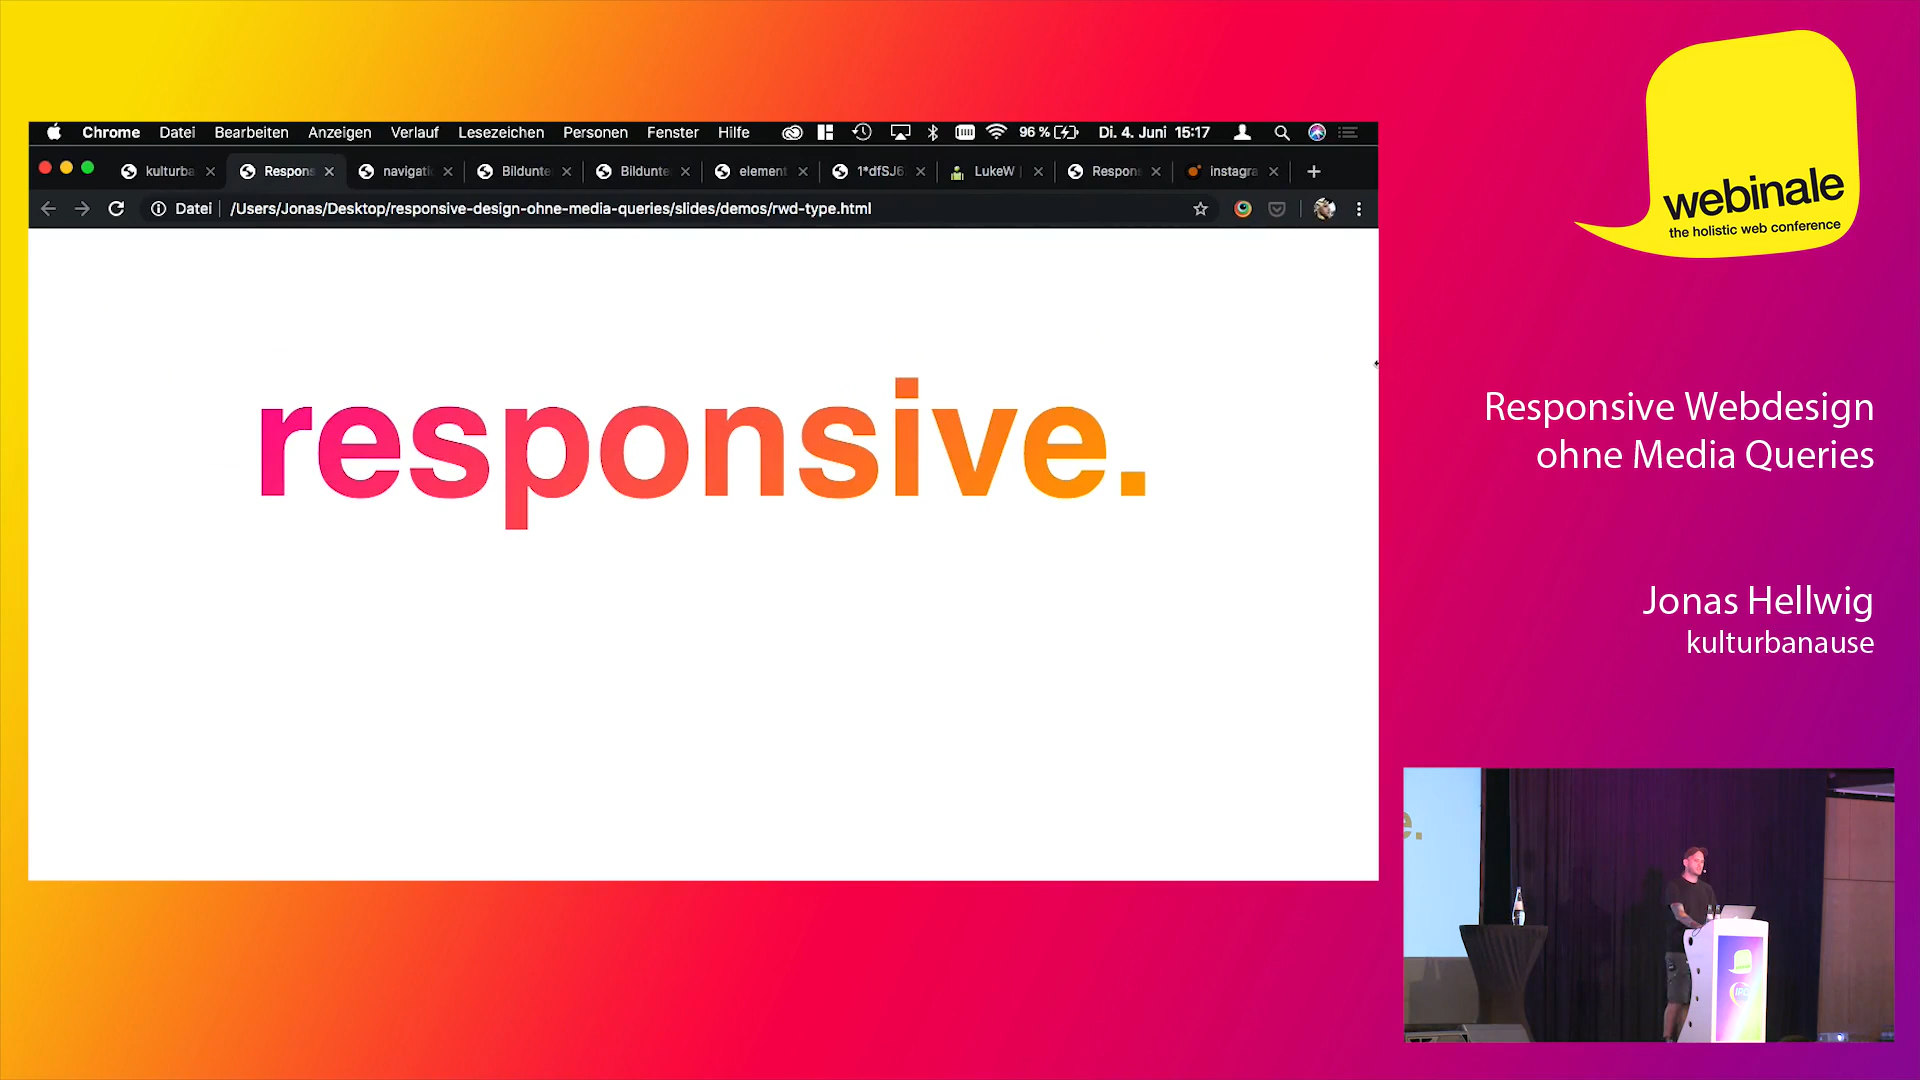 Chrome Datei Bearbeiten Anzeigen Verlauf Lesezeichen Personen Fenster Hilfe 96 % Di. 4. Juni 15:17
kulturba Respons navigati Bildunte Bildunte element 1*dfSJ6 LukeW | Respon instagra
Datei /Users/Jonas/Desktop/responsive-design-ohne-media-queries/slides/demos/rwd-type.html
responsive.
webinale
the holistic web conference
Responsive Webdesign
ohne Media Queries
Jonas Hellwig
kulturbanause
e.